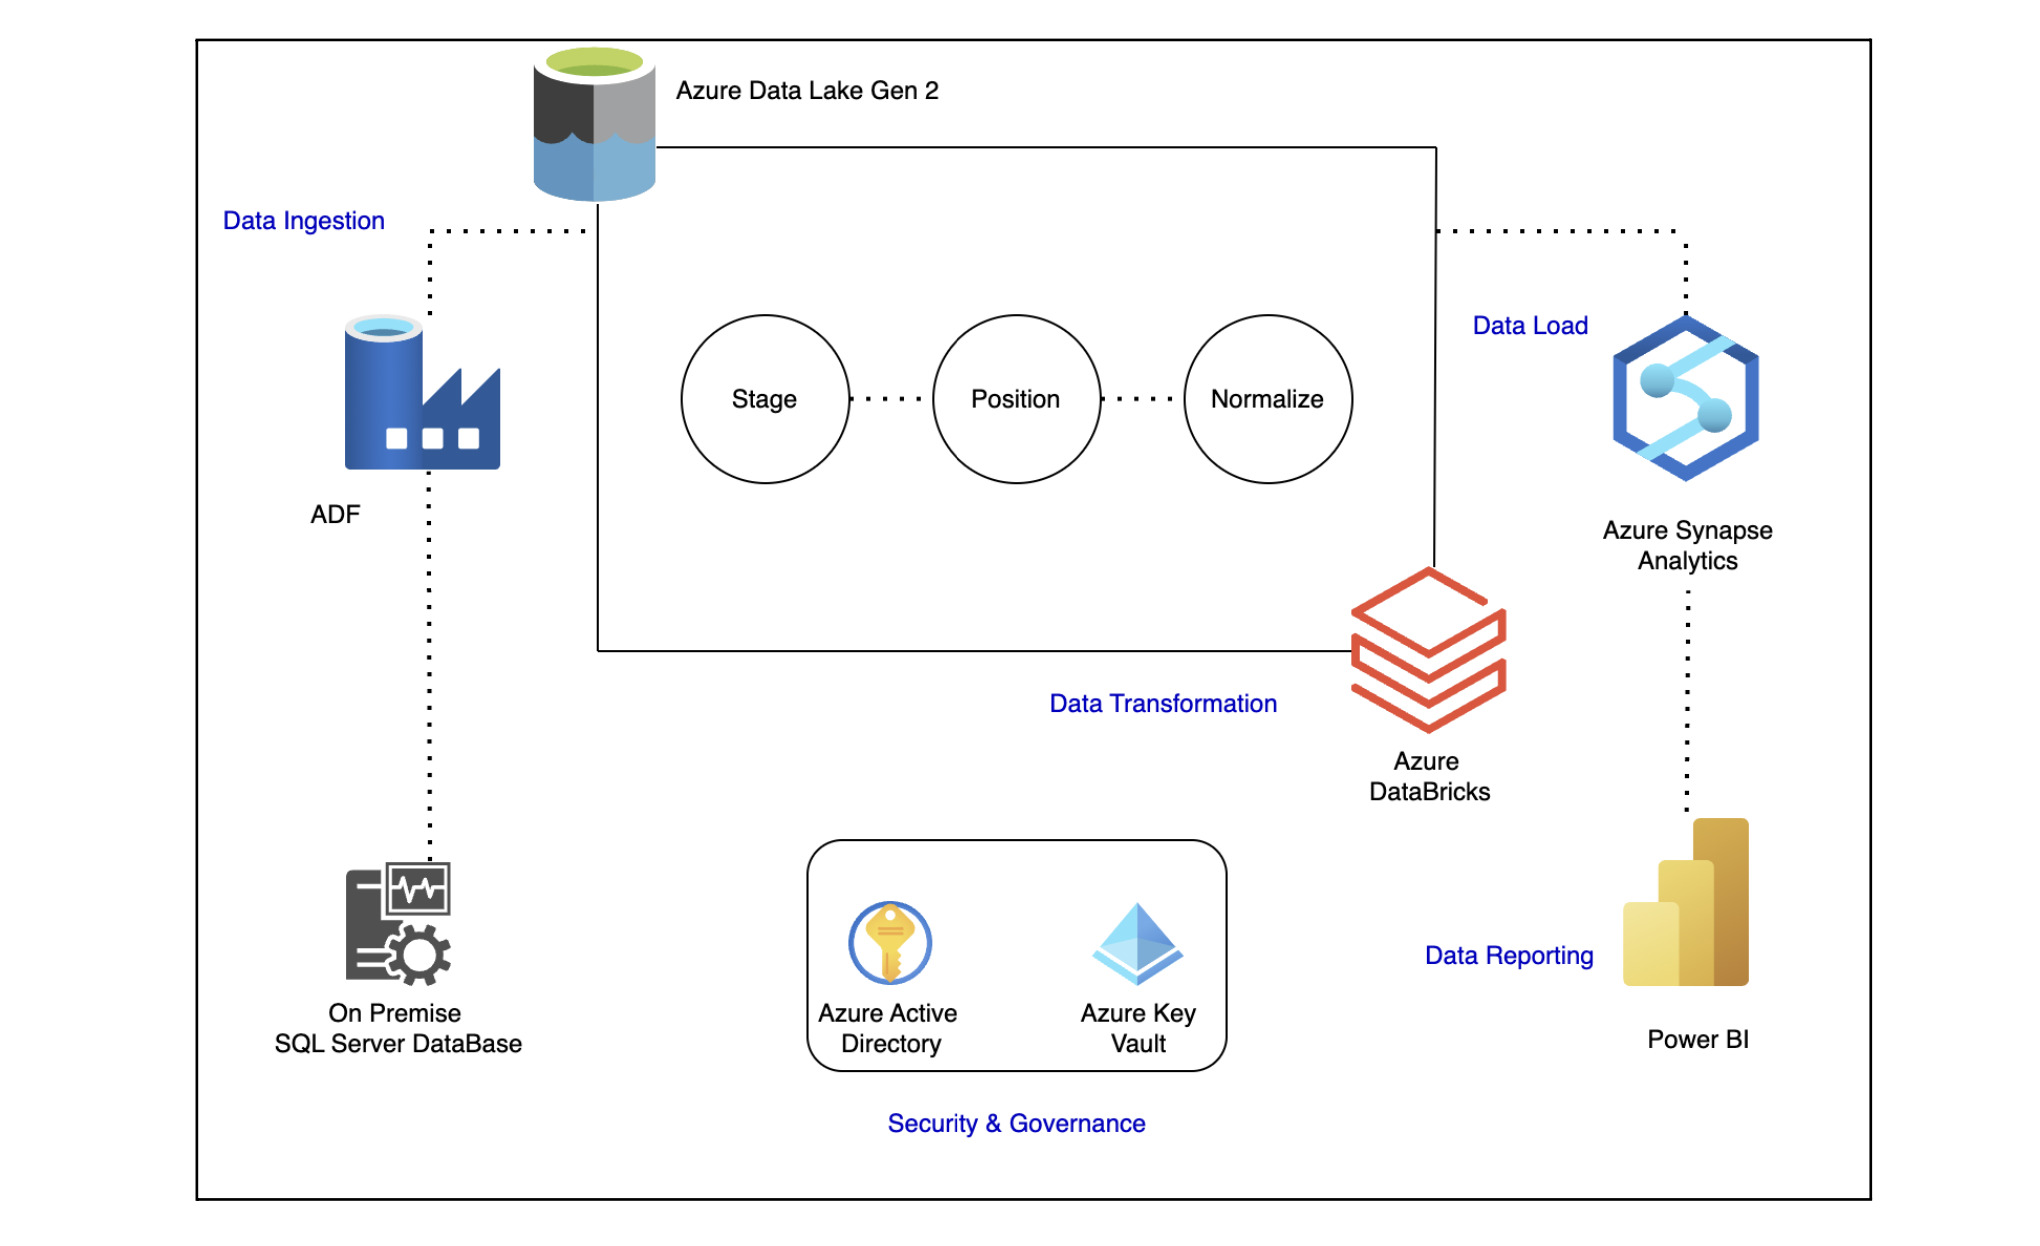 Azure Data Lake Gen 2
Data Ingestion
Data Load
Stage
Position
Normalize
ADF
Azure Synapse
Analytics
Data Transformation
Azure
DataBricks
Data Reporting
On Premise
SQL Server DataBase
Azure Active
Directory
Azure Key
Vault
Power BI
Security & Governance